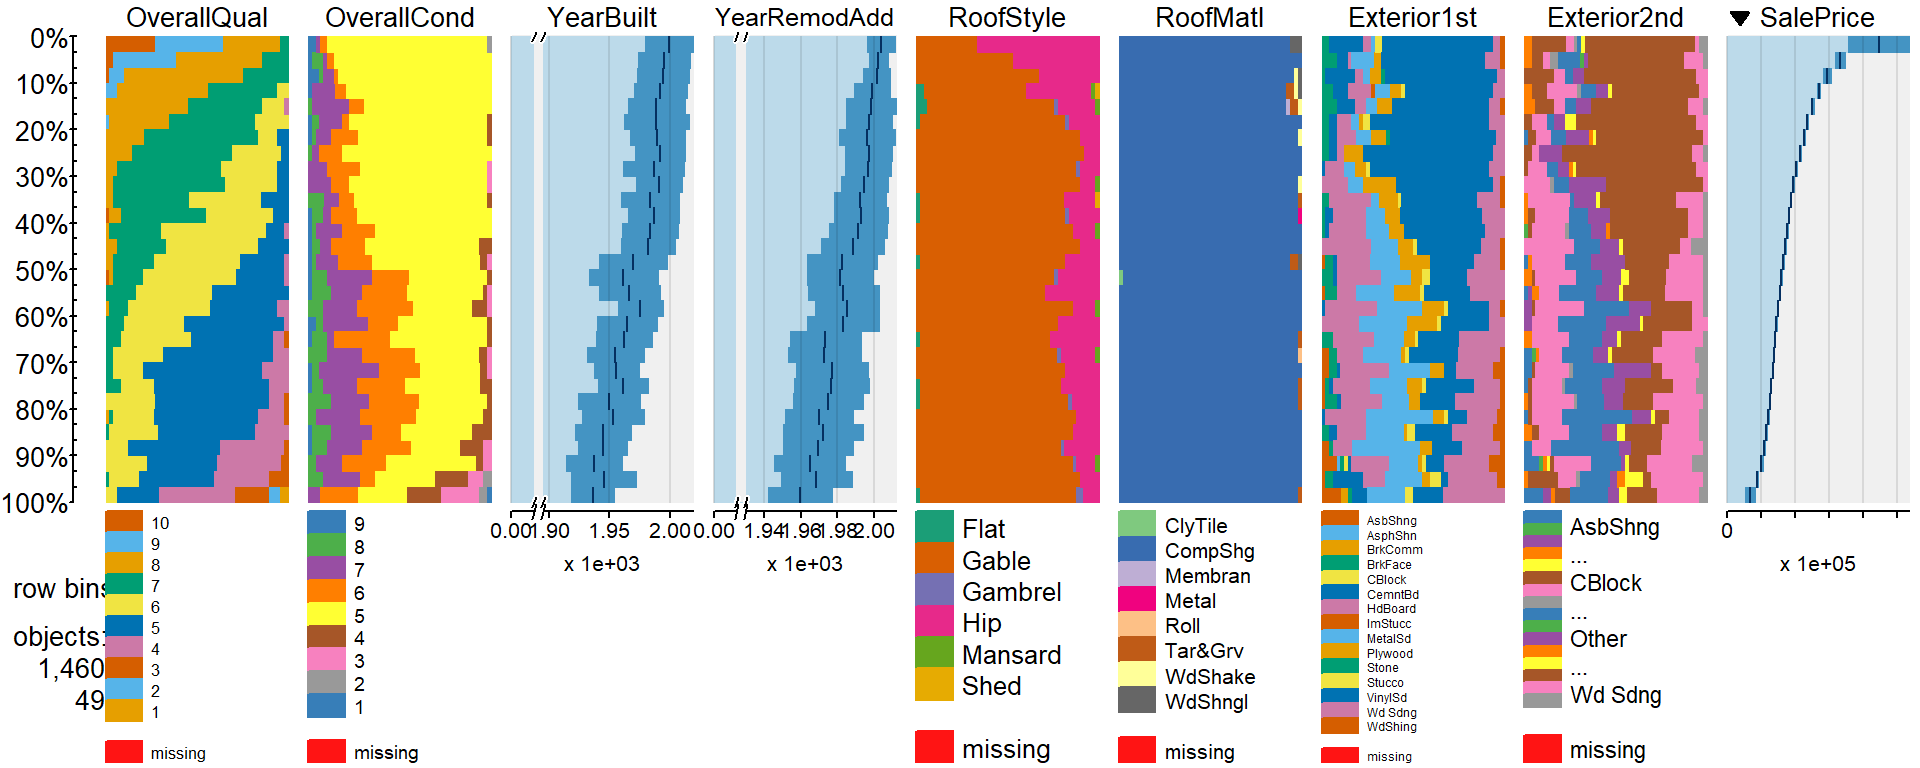 OverallQual OverallCond YearBuilt YearRemodAdd RoofStyle RoofMatl Exterior1st Exterior2nd SalePrice
0%
10%
20%
30%
40%
50%
60%
70%
80%
90%
100%
row bins
objects:
1,460
49
10
9
8
7
6
5
4
3
2
1
missing
9
8
7
6
5
4
3
2
1
missing
0.00 1.90 1.95 2.00
x 1e+03
0.00 1.94 1.96 1.98 2.00
x 1e+03
Flat
Gable
Gambrel
Hip
Mansard
Shed
missing
ClyTile
CompShg
Membran
Metal
Roll
Tar&Grv
WdShake
WdShngl
missing
AsbShng
AsphShn
BrkComm
BrkFace
CBlock
CemntBd
HdBoard
ImStucc
MetalSd
Plywood
Stone
Stucco
VinylSd
Wd Sdng
WdShing
missing
AsbShng
...
CBlock
...
Other
...
Wd Sdng
missing
0
x 1e+05